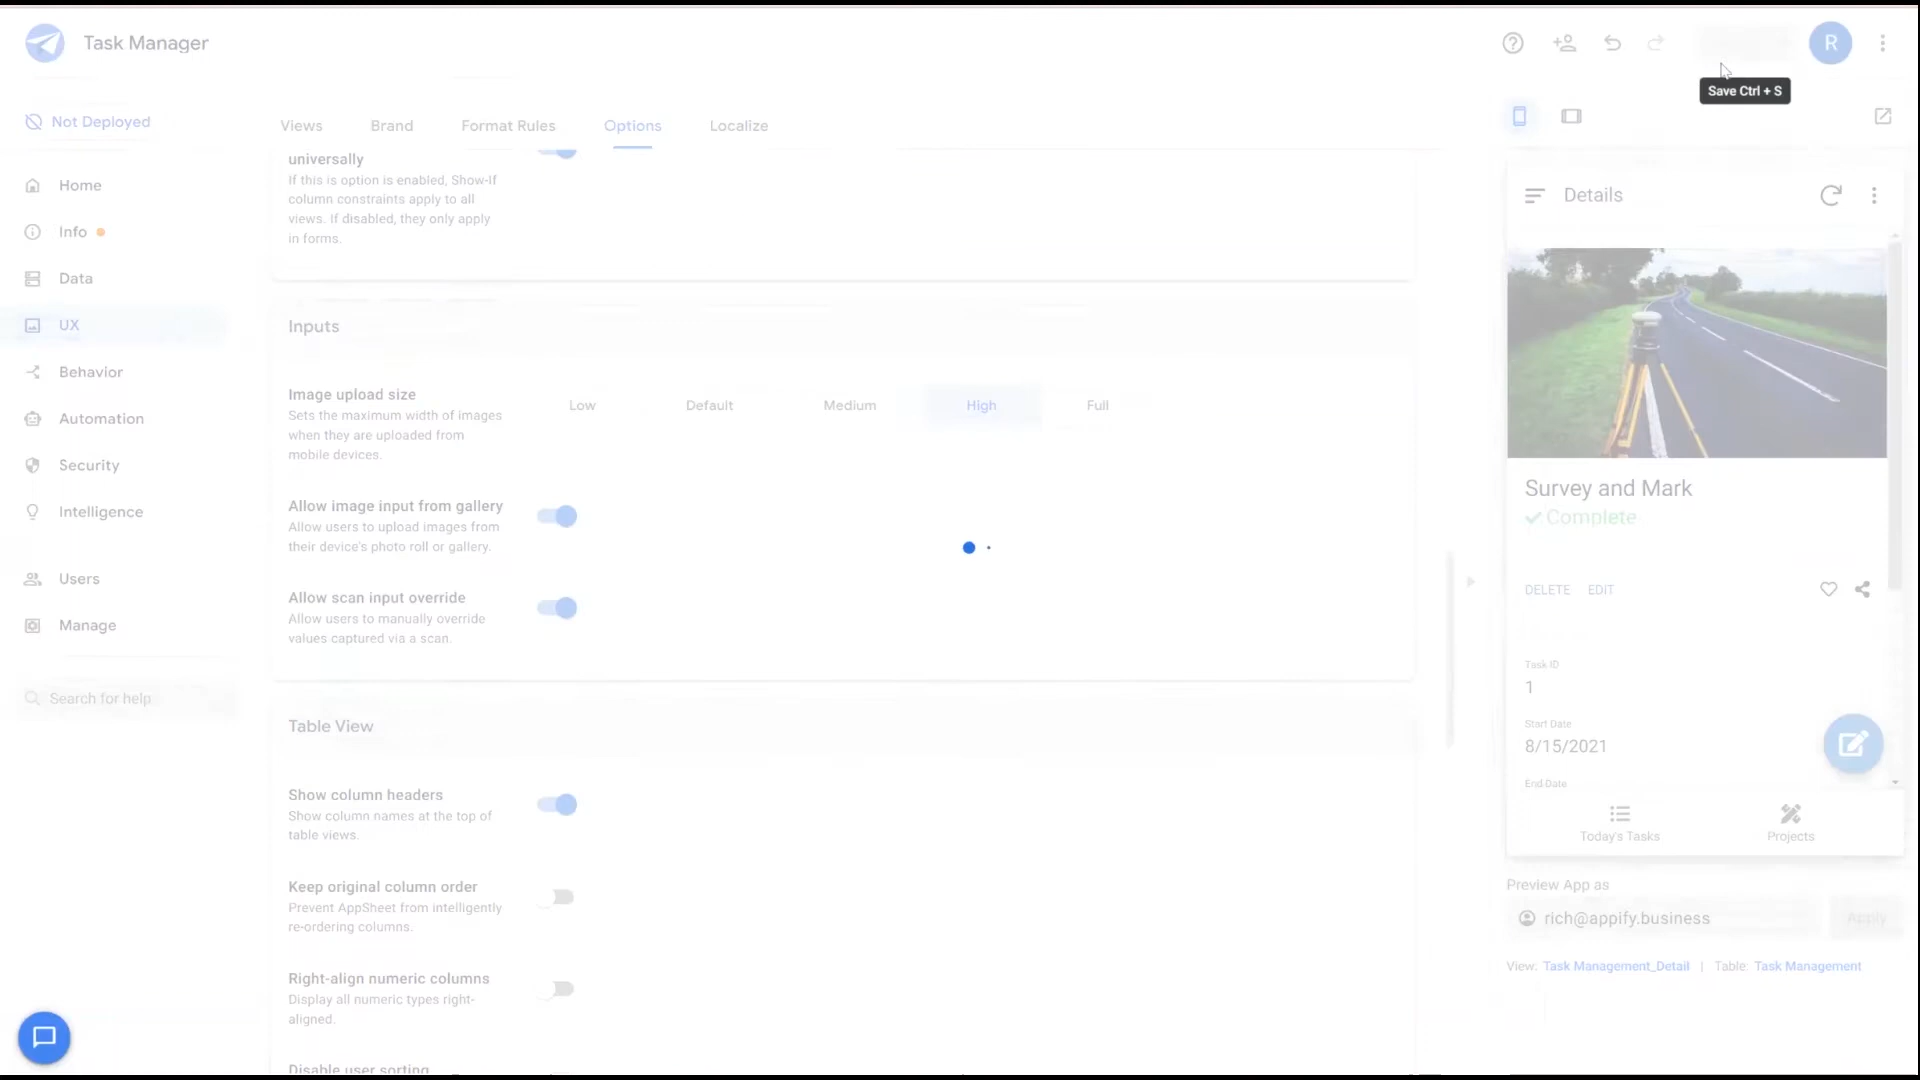 Task Manager
R
Save Ctrl + S
Not Deployed
Views
Brand
Format Rules
Options
Localize
Home
Info
Data
UX
Behavior
Automation
Security
Intelligence
Users
Manage
Search for help
universally
If this is option is enabled, Show-If
column constraints apply to all
views. If disabled, they only apply
in forms.
Inputs
Image upload size
Sets the maximum width of images
when they are uploaded from
mobile devices.
Low
Default
Medium
High
Full
Allow image input from gallery
Allow users to upload images from
their device's photo roll or gallery.
Allow scan input override
Allow users to manually override
values captured via a scan.
Table View
Show column headers
Show column names at the top of
table views.
Keep original column order
Prevent AppSheet from intelligently
re-ordering columns.
Right-align numeric columns
Display all numeric types right-
aligned.
Disable user sorting
Details
Survey and Mark
Complete
DELETE EDIT
Task ID
1
Start Date
8/15/2021
End Date
Today's Tasks
Projects
Preview App as
rich@appify.business
Apply
View: Task Management_Detail | Table: Task Management